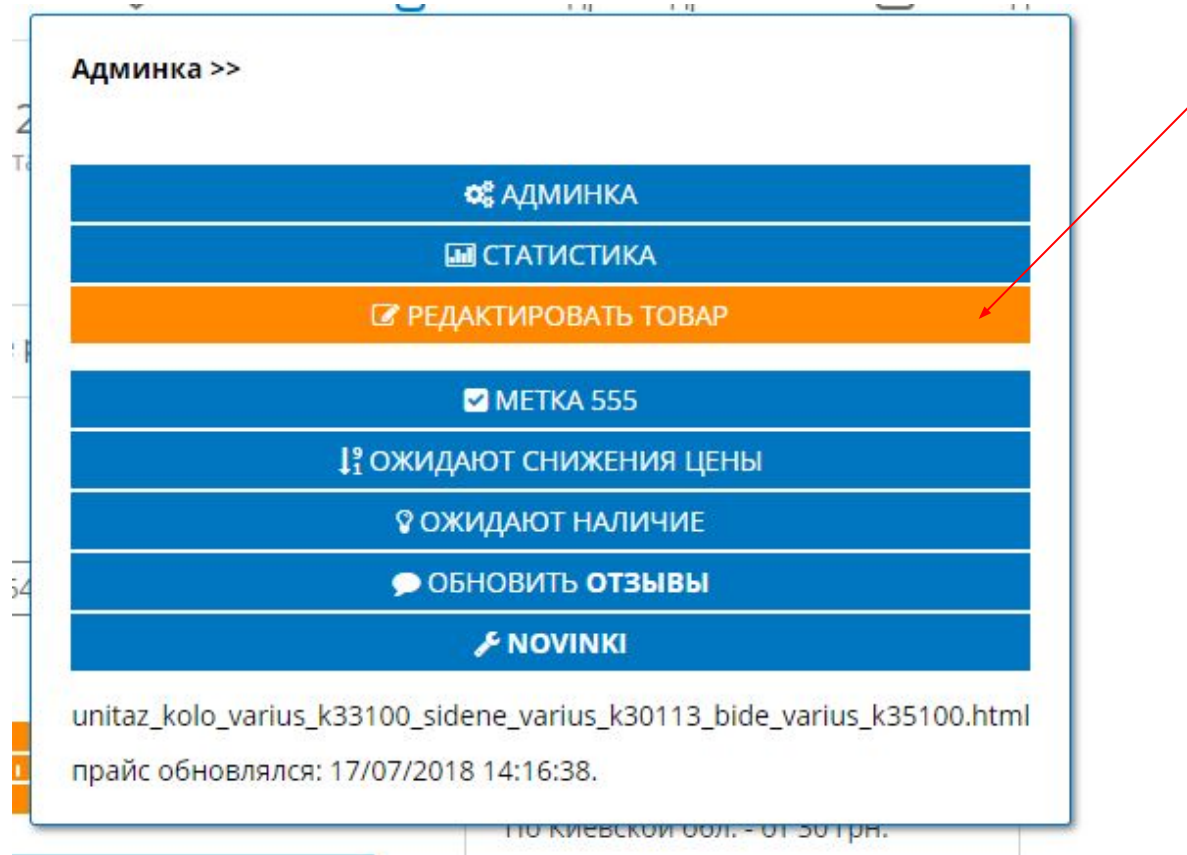 Админка >>
АДМИНКА
СТАТИСТИКА
РЕДАКТИРОВАТЬ ТОВАР
МЕТКА 555
ОЖИДАЮТ СНИЖЕНИЯ ЦЕНЫ
ОЖИДАЮТ НАЛИЧИЕ
ОБНОВИТЬ ОТЗЫВЫ
NOVINKI
unitaz_kolo_varius_k33100_sidene_varius_k30113_bide_varius_k35100.html
прайс обновлялся: 17/07/2018 14:16:38.
По Киевской обл. - от 50 грн.